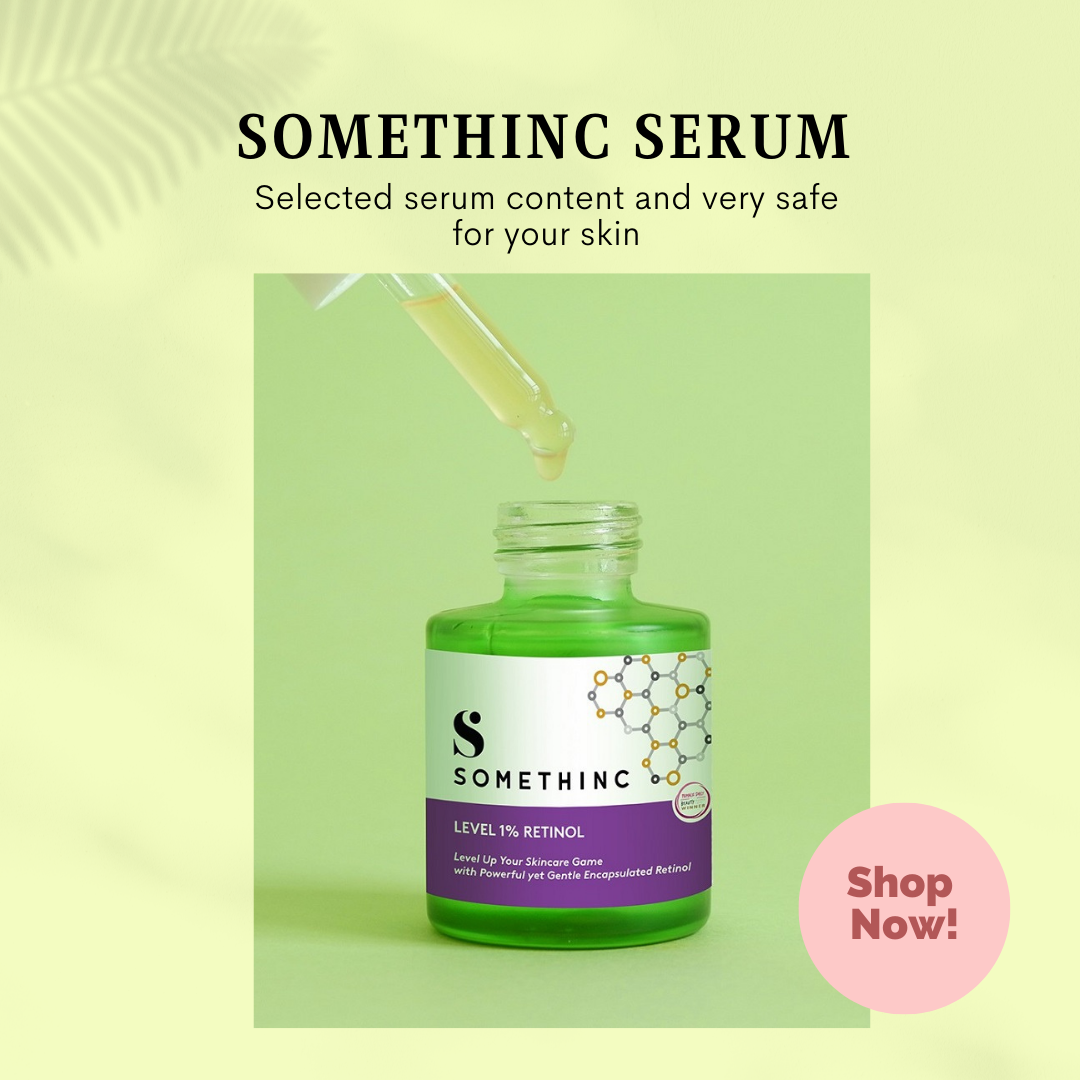 SOMETHINC SERUM
Selected serum content and very safe
for your skin
S
SOMETHINC
LEVEL 1% RETINOL
Level Up Your Skincare Game
with Powerful yet Gentle Encapsulated Retinol
Shop
Now!